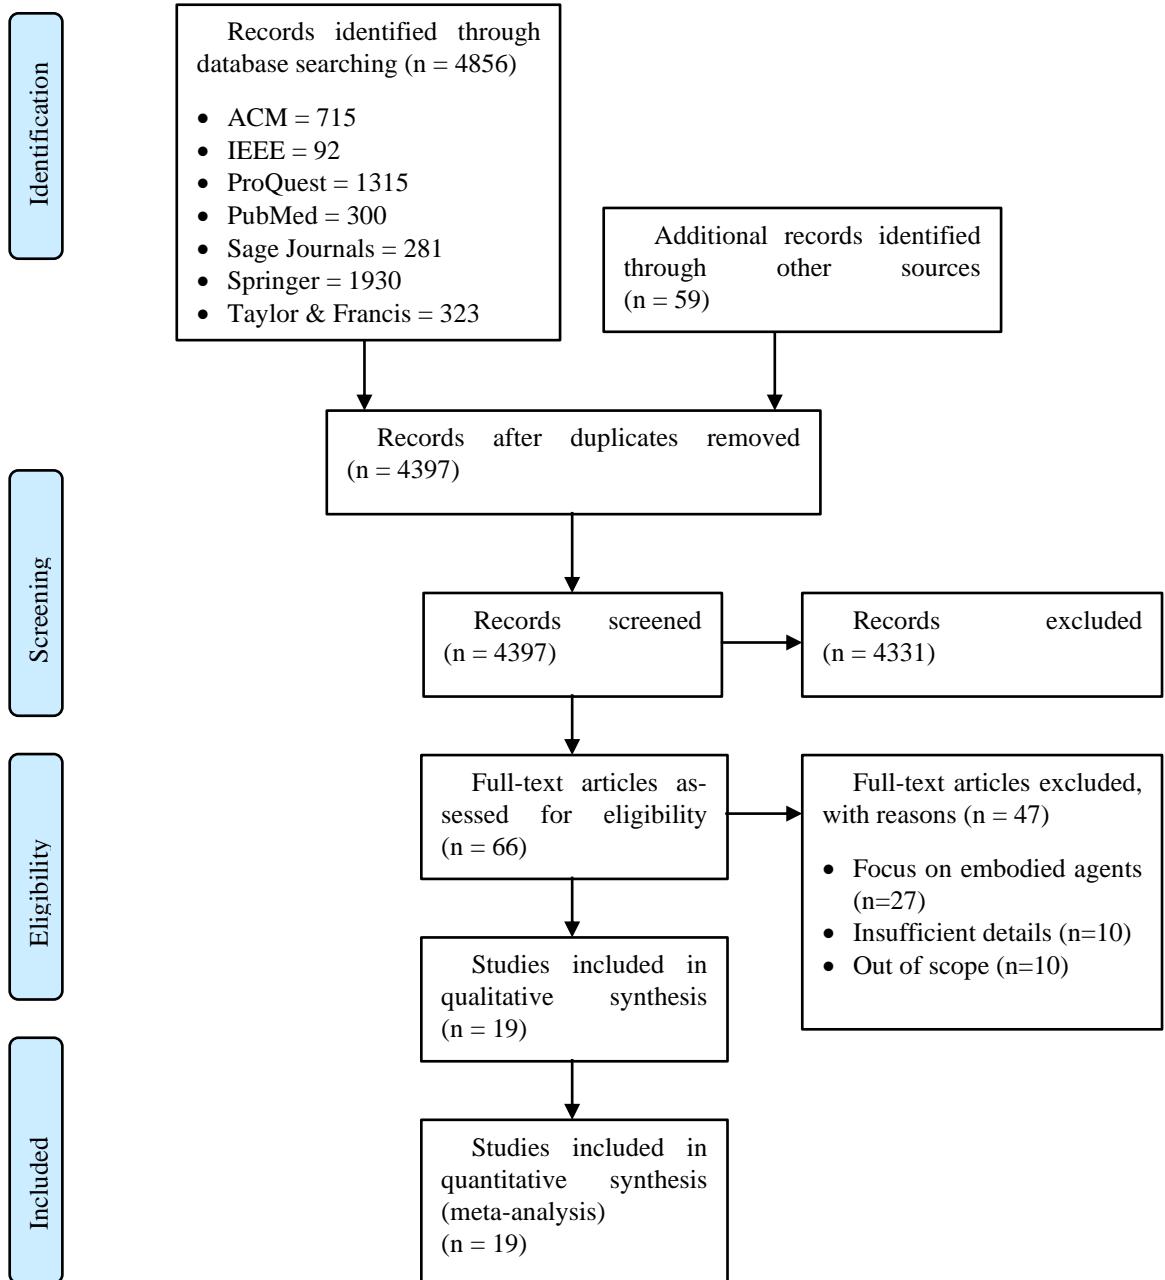 Identification
Records identified through
database searching (n = 4856)
• ACM = 715
• IEEE = 92
• ProQuest = 1315
• PubMed = 300
• Sage Journals = 281
• Springer = 1930
• Taylor & Francis = 323
Additional records identified
through other sources
(n = 59)
Records after duplicates removed
(n = 4397)
Screening
Records screened
(n = 4397)
Records excluded
(n = 4331)
Eligibility
Full-text articles as-
sessed for eligibility
(n = 66)
Full-text articles excluded,
with reasons (n = 47)
• Focus on embodied agents
(n=27)
• Insufficient details (n=10)
• Out of scope (n=10)
Studies included in
qualitative synthesis
(n = 19)
Included
Studies included in
quantitative synthesis
(meta-analysis)
(n = 19)